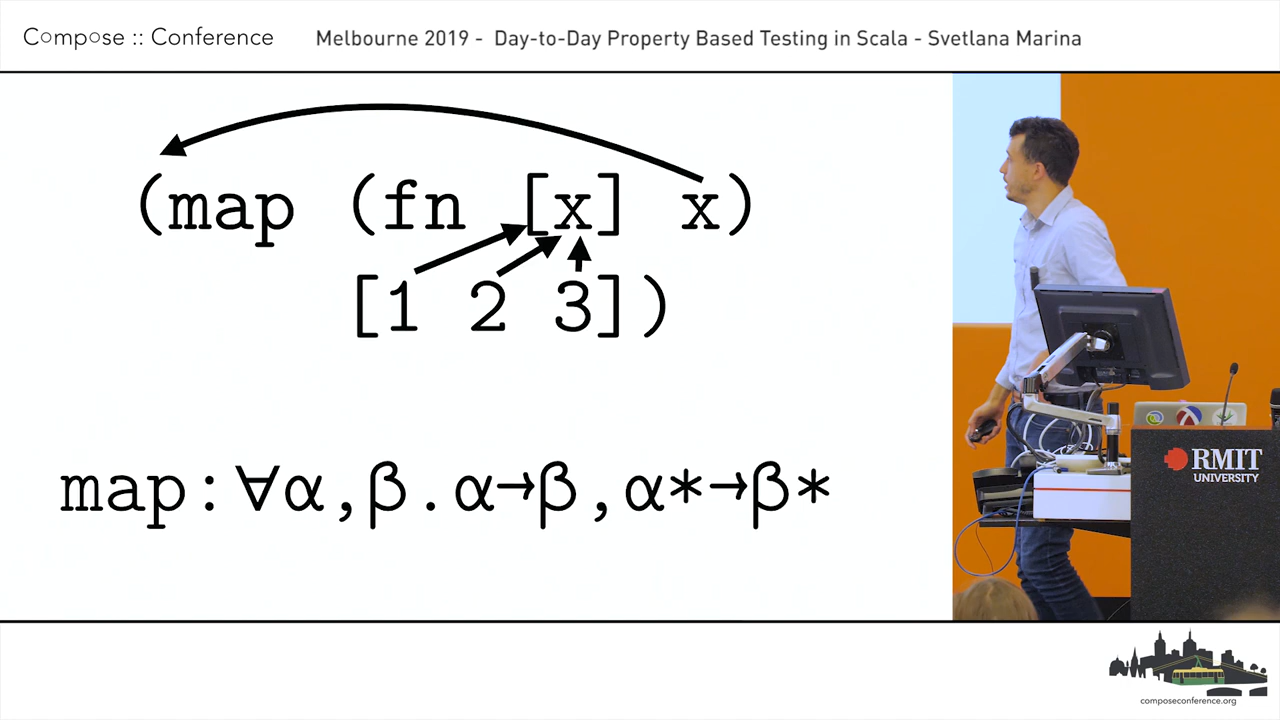 Compose :: Conference
Melbourne 2019 - Day-to-Day Property Based Testing in Scala - Svetlana Marina
(map (fn [x] x)
[1 2 3])
map:∀α,β.α→β,α*→β*
RMIT
UNIVERSITY
composeconference.org